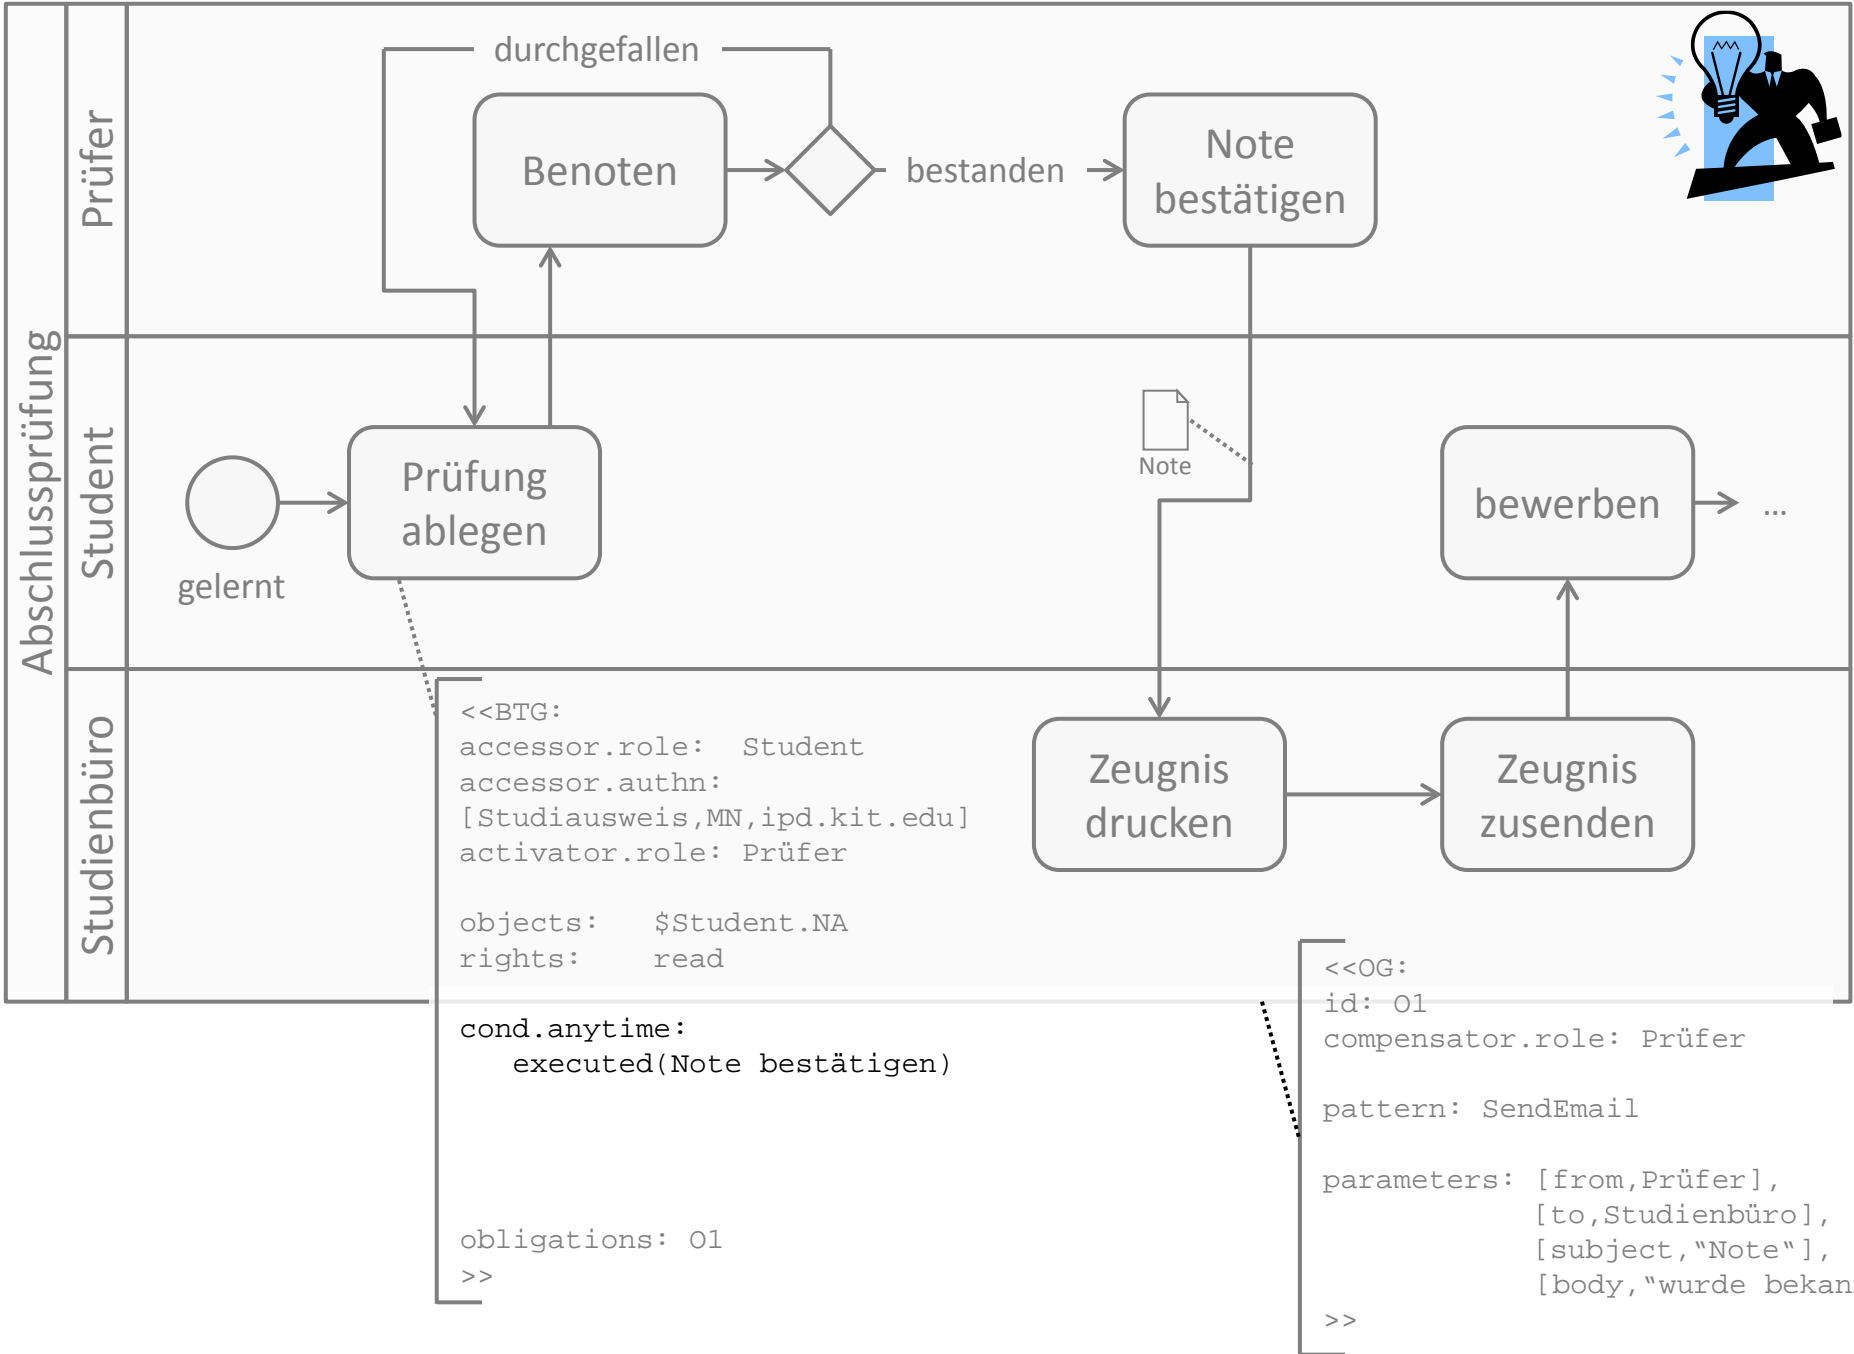 Abschlussprüfung
Prüfer
durchgefallen
Benoten
bestanden
Note
bestätigen
Student
gelernt
Prüfung
ablegen
Note
bewerben
...
Studienbüro
<<BTG:
accessor.role:  Student
accessor.authn:
[Studiausweis,MN,ipd.kit.edu]
activator.role: Prüfer
objects:   $Student.NA
rights:    read
cond.anytime:
executed(Note bestätigen)
obligations: O1
>>
Zeugnis
drucken
Zeugnis
zusenden
<<OG:
id: O1
compensator.role: Prüfer
pattern: SendEmail
parameters: [from,Prüfer],
[to,Studienbüro],
[subject,“Note“],
[body,“wurde bekan
>>